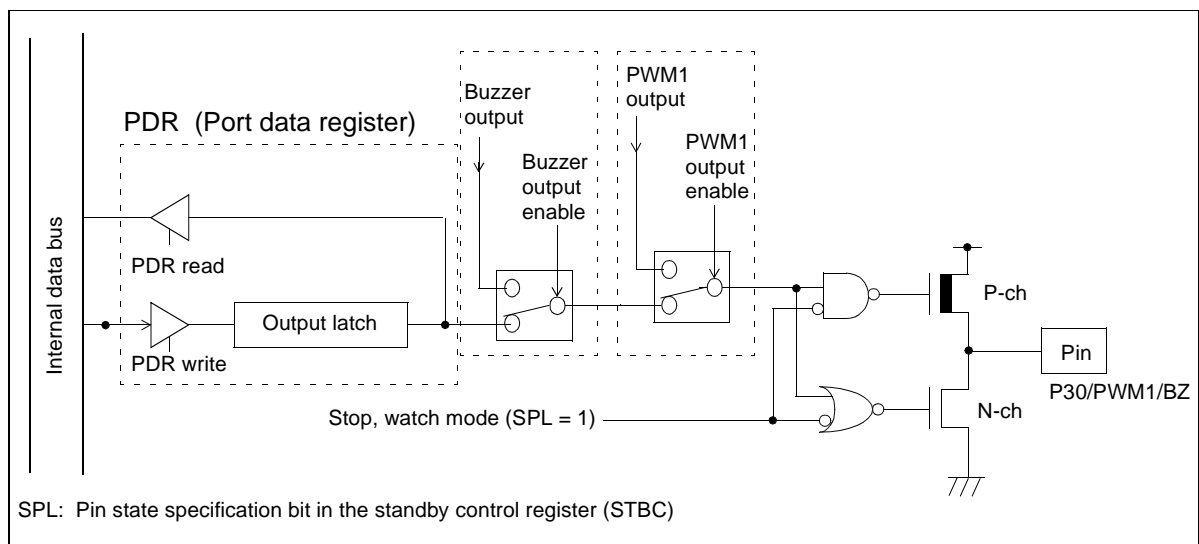 Internal data bus
PDR (Port data register)
PDR read
PDR write
Output latch
Buzzer
output
Buzzer
output
enable
PWM1
output
PWM1
output
enable
Stop, watch mode (SPL = 1)
P-ch
N-ch
Pin
P30/PWM1/BZ
SPL: Pin state specification bit in the standby control register (STBC)